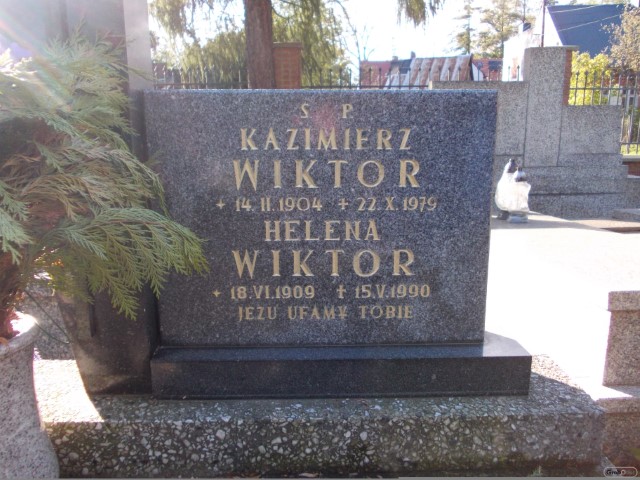 S P
KAZIMIERZ
WIKTOR
+ 14.II.1904 + 22.X.1979
HELENA
WIKTOR
+ 18.VI.1909 + 15.V.1990
JEZU UFAMY TOBIE